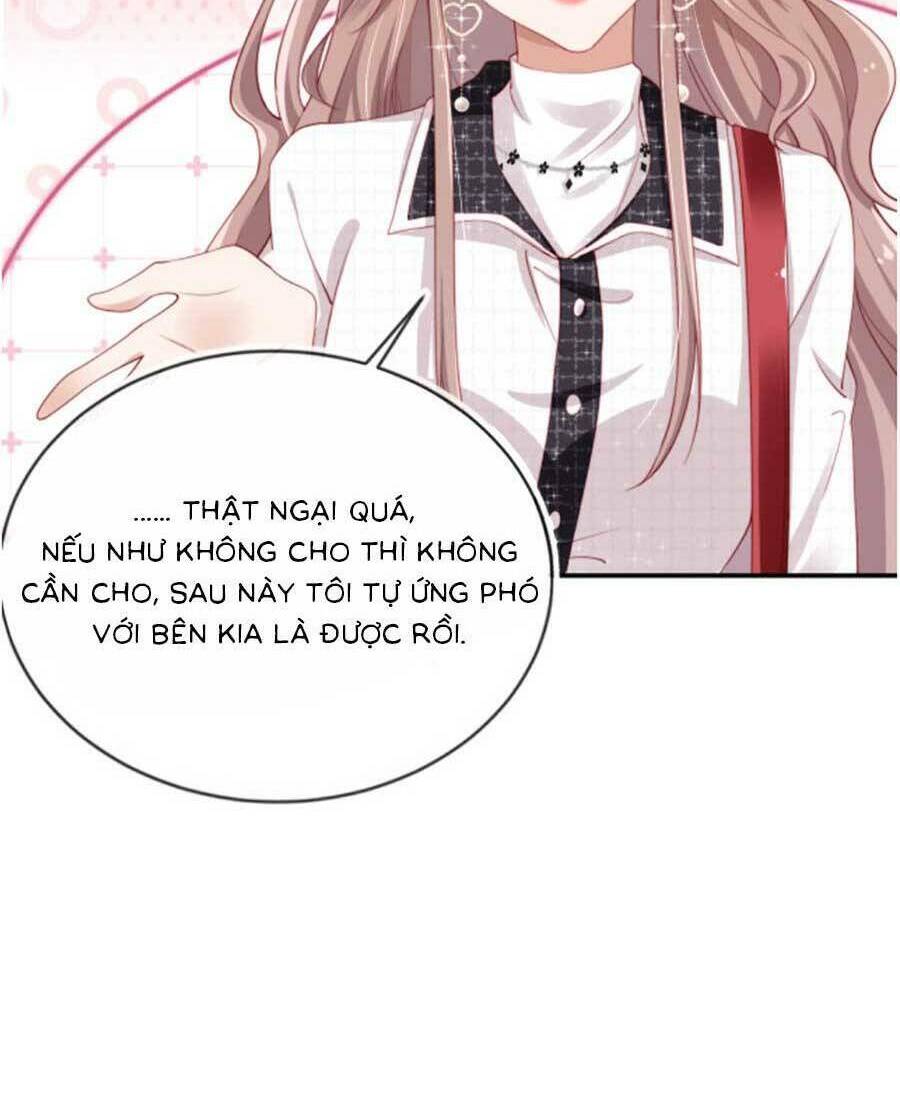 ...... THẬT NGẠI QUÁ,
NẾU NHƯ KHÔNG CHO THÌ KHÔNG
CẦN CHO, SAU NÀY TÔI TỰ ỨNG PHÓ
VỚI BÊN KIA LÀ ĐƯỢC RỒI.